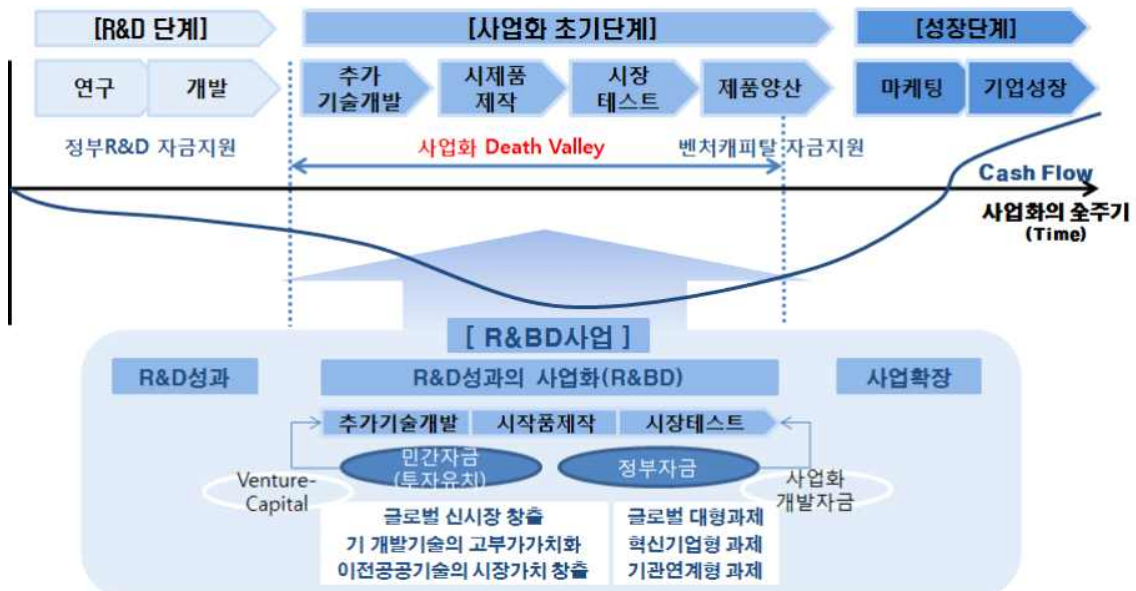 [R&D 단계]
[사업화 초기단계]
[성장단계]
연구
개발
추가
기술개발
시제품
제작
시장
테스트
제품양산
마케팅
기업성장
정부R&D 자금지원
사업화 Death Valley
벤처캐피탈 자금지원
Cash Flow
사업화의 全주기
(Time)
[ R&BD사업 ]
R&D성과
R&D성과의 사업화(R&BD)
사업확장
추가기술개발
시작품제작
시장테스트
민간자금
(투자유치)
정부자금
Venture-
Capital
사업화
개발자금
글로벌 신시장 창출
기 개발기술의 고부가가치화
이전공공기술의 시장가치 창출
글로벌 대형과제
혁신기업형 과제
기관연계형 과제